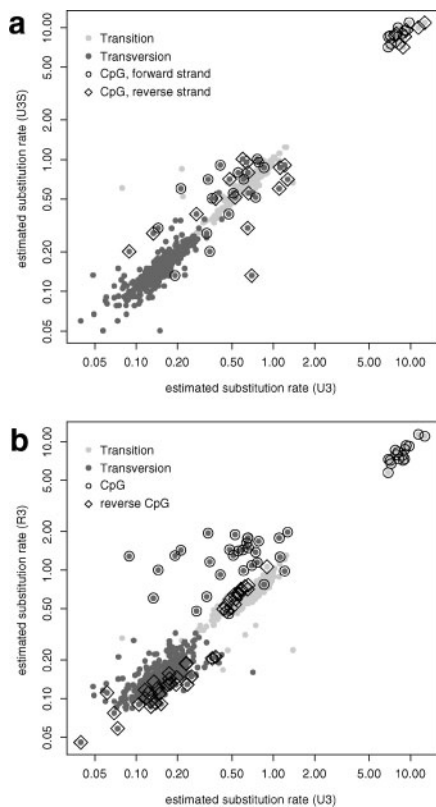 a
Transition
Transversion
CpG, forward strand
CpG, reverse strand
estimated substitution rate (U3S)
10.00
5.00
2.00
1.00
0.50
0.20
0.10
0.05
0.05
0.10
0.20
0.50
1.00
2.00
5.00
10.00
estimated substitution rate (U3)
b
Transition
Transversion
CpG
reverse CpG
estimated substitution rate (R3)
10.00
5.00
2.00
1.00
0.50
0.20
0.10
0.05
0.05
0.10
0.20
0.50
1.00
2.00
5.00
10.00
estimated substitution rate (U3)